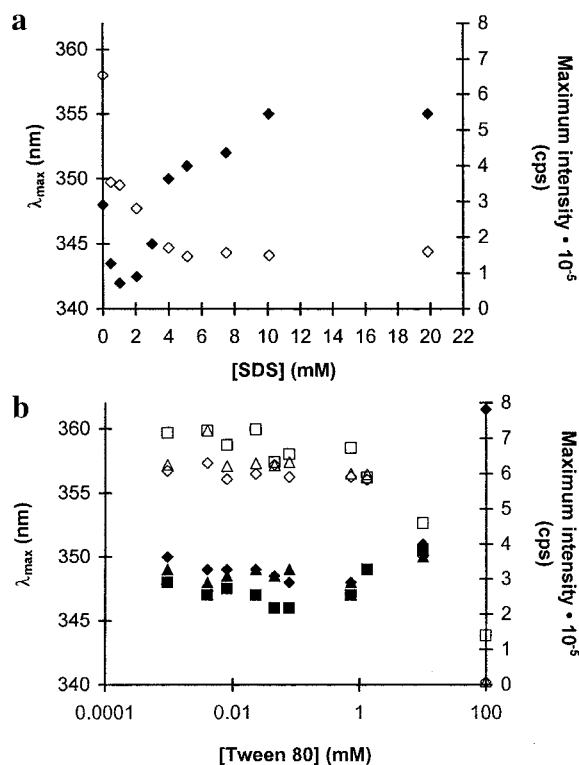 a
λmax (nm)
360
355
350
345
340
8
7
6
5
4
3
2
1
0
Maximum intensity • 10-5
(cps)
0 2 4 6 8 10 12 14 16 18 20 22
[SDS] (mM)
b
λmax (nm)
360
355
350
345
340
8
7
6
5
4
3
2
1
0
Maximum intensity • 10-5
(cps)
0.0001 0.01 1 100
[Tween 80] (mM)